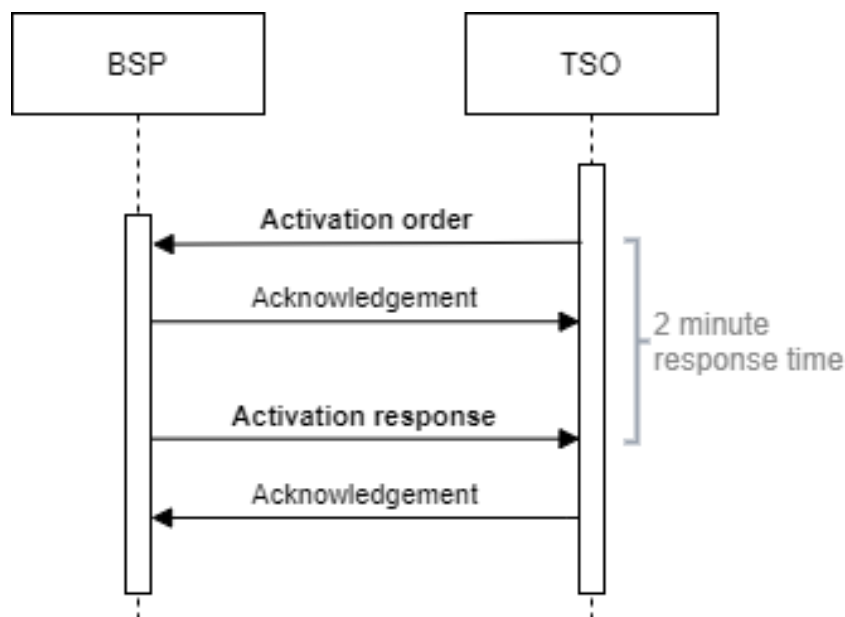 BSP
TSO
Activation order
Acknowledgement
2 minute
response time
Activation response
Acknowledgement